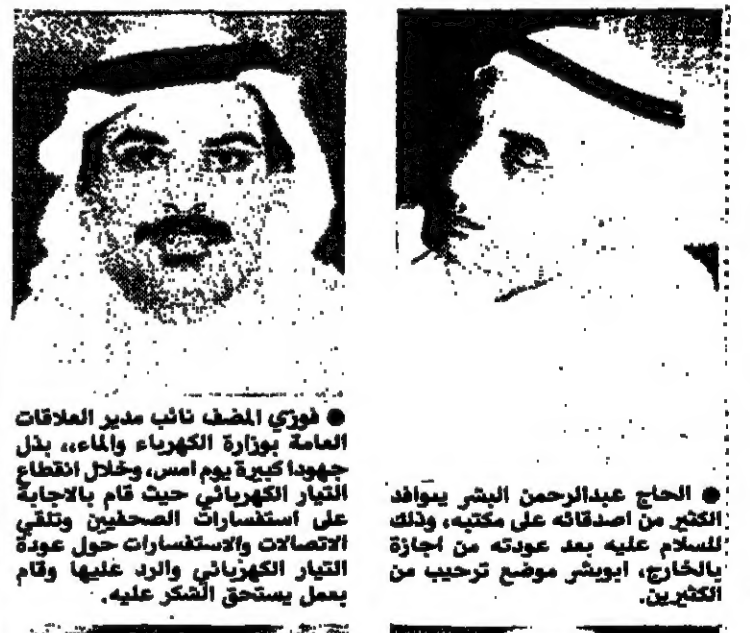 ● الحاج عبدالرحمن البشر يتوافد
الكثير من اصدقائه على مكتبه، وذلك
للسلام عليه بعد عودته من اجازة
بالخارج، ابوبشر موضع ترحيب من
الكثيرين.
● فوزي المضف نائب مدير العلاقات
العامة بوزارة الكهرباء والماء،، بذل
جهودا كبيرة يوم امس، وخلال انقطاع
التيار الكهربائي حيث قام بالاجابة
على استفسارات الصحفيين وتلقي
الاتصالات والاستفسارات حول عودة
التيار الكهربائي والرد عليها وقام
بعمل يستحق الشكر عليه.